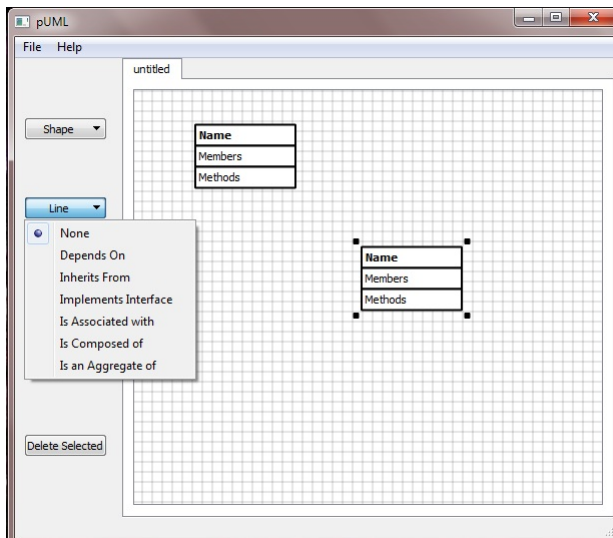 pUML
File Help
untitled
Shape
Line
None
Depends On
Inherits From
Implements Interface
Is Associated with
Is Composed of
Is an Aggregate of
Delete Selected
Name
Members
Methods
Name
Members
Methods